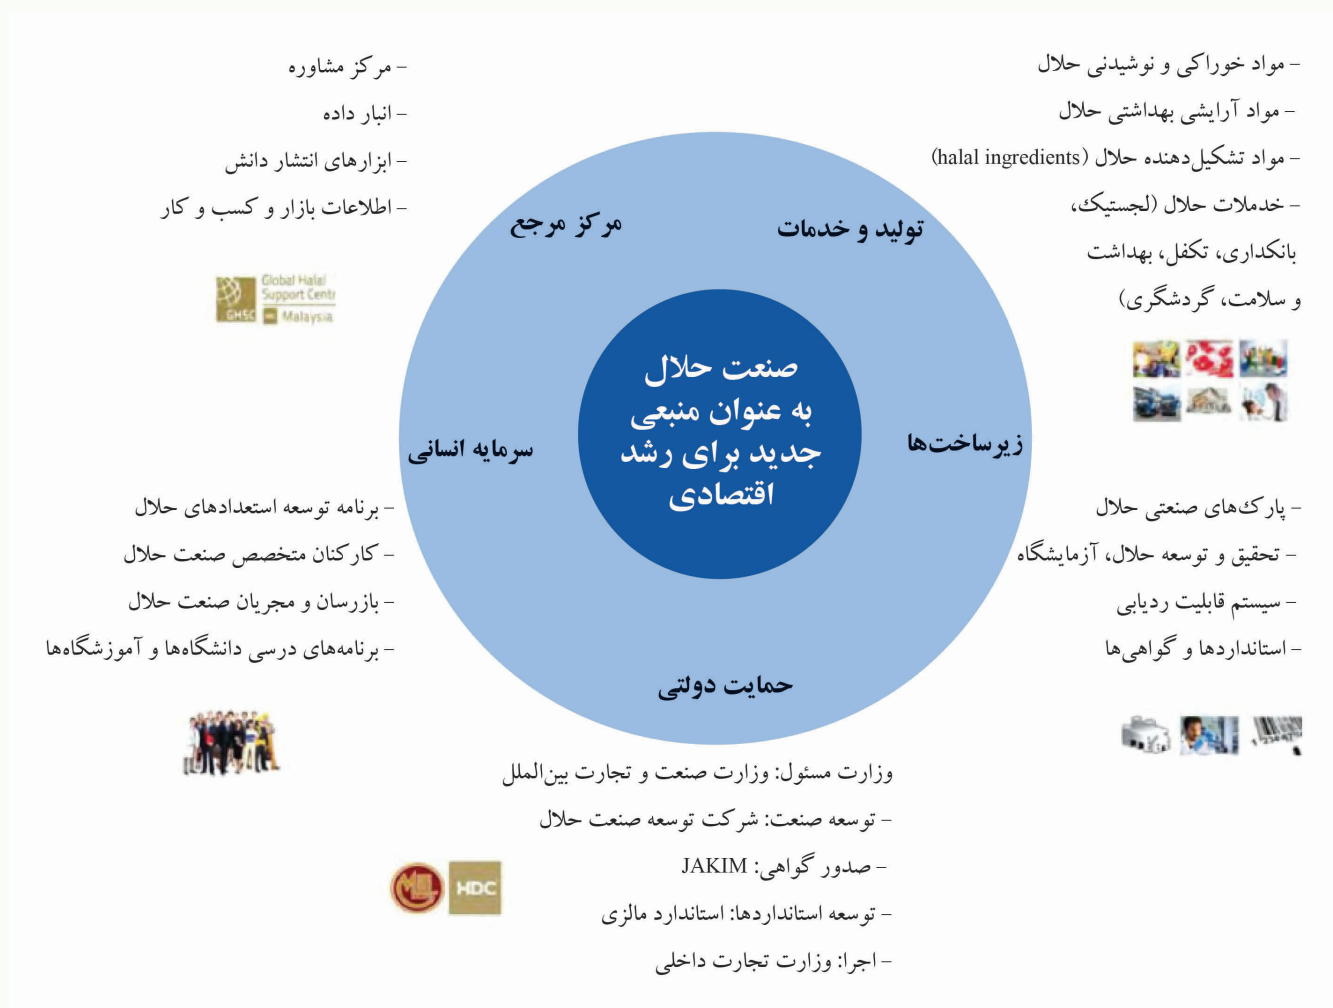 – مواد خوراکی و نوشیدنی حلال
– مواد آرایشی بهداشتی حلال
– مواد تشکیل‌دهنده حلال (halal ingredients)
– خدملات حلال (لجستیک،
بانکداری، تکفل، بهداشت
و سلامت، گردشگری)
– مرکز مشاوره
– انبار داده
– ابزارهای انتشار دانش
– اطلاعات بازار و کسب و کار
Global Halal
Support Centr
GHSC
Malaysia
تولید و خدمات
مرکز مرجع
صنعت حلال
به عنوان منبعی
جدید برای رشد
اقتصادی
زیرساخت‌ها
سرمایه انسانی
حمایت دولتی
– پارک‌های صنعتی حلال
– تحقیق و توسعه حلال، آزمایشگاه
– سیستم قابلیت ردیابی
– استانداردها و گواهی‌ها
– برنامه توسعه استعدادهای حلال
– کارکنان متخصص صنعت حلال
– بازرسان و مجریان صنعت حلال
– برنامه‌های درسی دانشگاه‌ها و آموزشگاه‌ها
وزارت مسئول: وزارت صنعت و تجارت بین‌الملل
– توسعه صنعت: شرکت توسعه صنعت حلال
– صدور گواهی: JAKIM
– توسعه استانداردها: استاندارد مالزی
– اجرا: وزارت تجارت داخلی
HDC